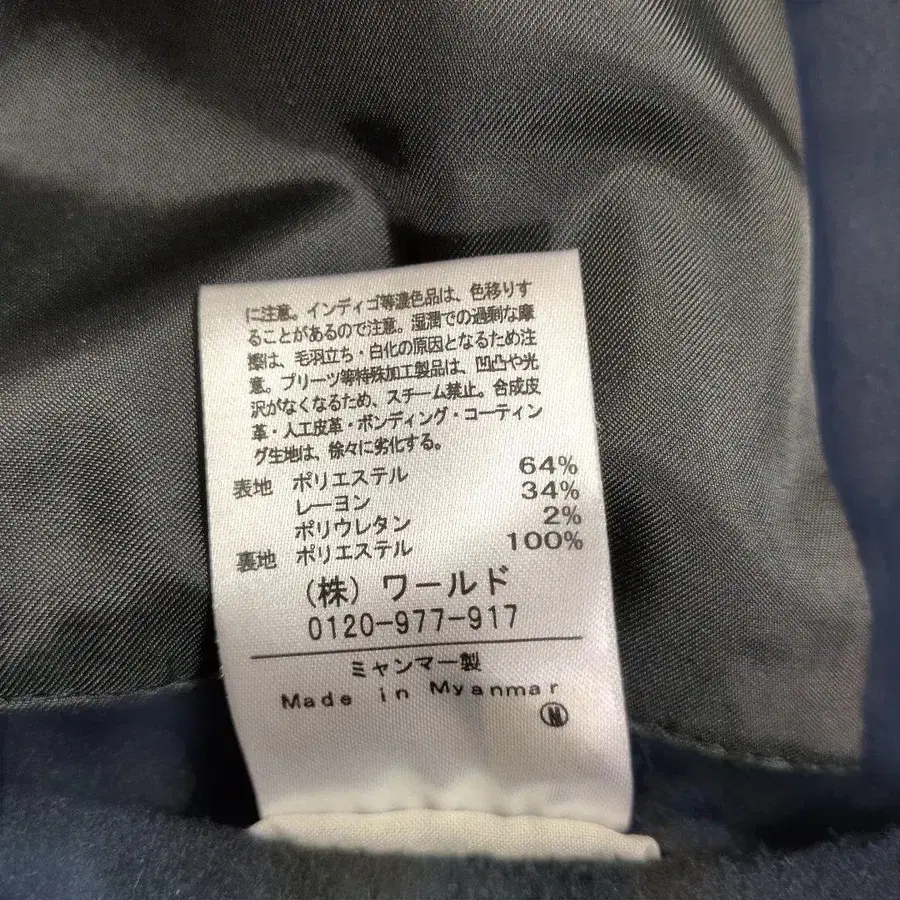 に注意。インディゴ等濃色品は、色移りす
ることがあるので注意。湿潤での過剰な摩
擦は、毛羽立ち・白化の原因となるため注
意。プリーツ等特殊加工製品は、凹凸や光
沢がなくなるため、スチーム禁止。合成皮
革・人工皮革・ボンディング・コーティン
グ生地は、徐々に劣化する。
表地 ポリエステル 64%
レーヨン 34%
ポリウレタン 2%
裏地 ポリエステル 100%
(株) ワールド
0120-977-917
ミャンマー製
Made in Myanmar
Ⓝ